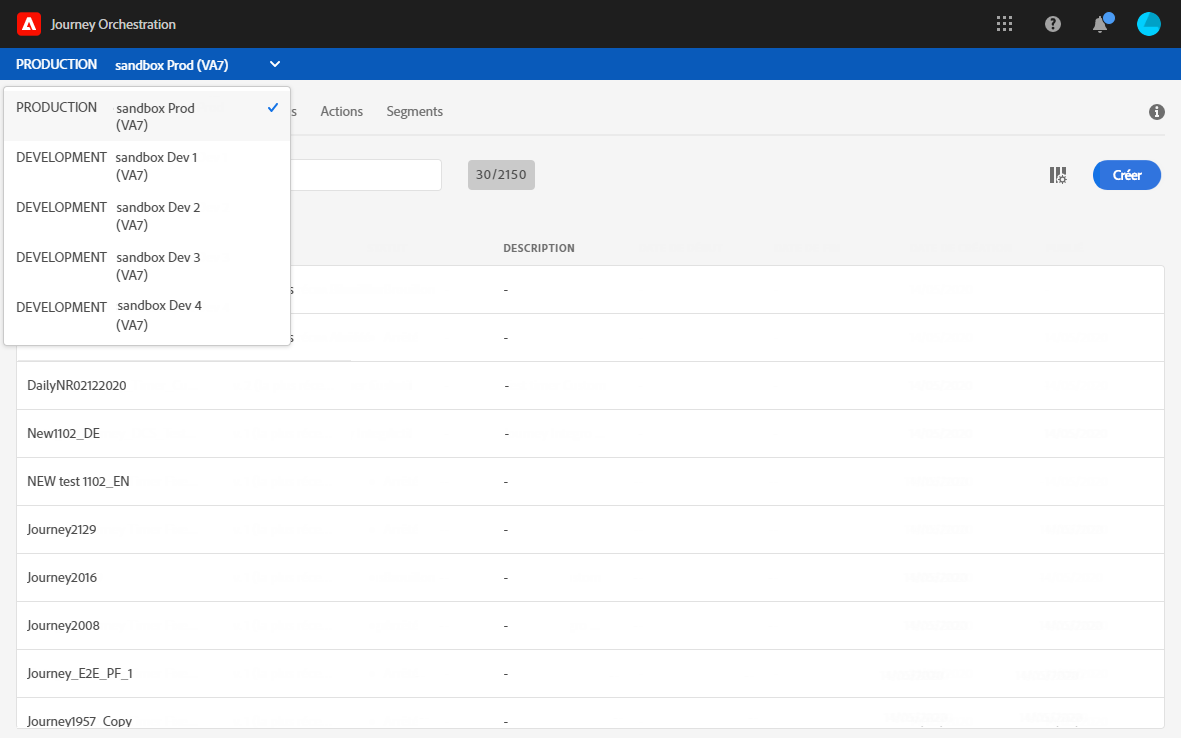 Journey Orchestration
PRODUCTION sandbox Prod (VA7)
PRODUCTION sandbox Prod
(VA7)
DEVELOPMENT sandbox Dev 1
(VA7)
DEVELOPMENT sandbox Dev 2
(VA7)
DEVELOPMENT sandbox Dev 3
(VA7)
DEVELOPMENT sandbox Dev 4
(VA7)
s Actions Segments
30/2150 Créer
DESCRIPTION
s -
s -
DailyNR02122020 -
New1102_DE -
NEW test 1102_EN -
Journey2129 -
Journey2016 -
Journey2008 -
Journey_E2E_PF_1 -
Journey1957_Copy -